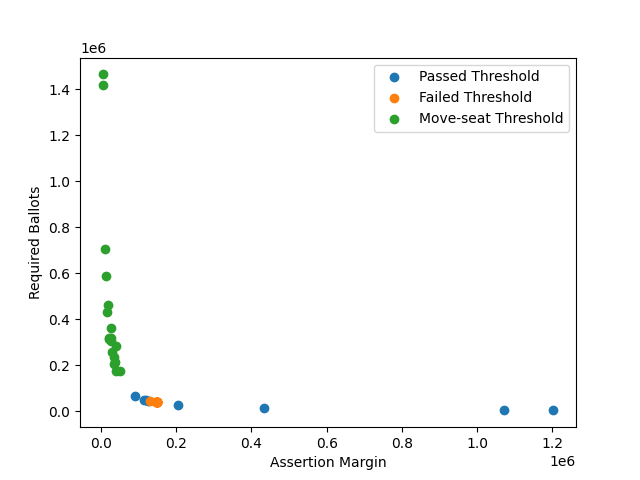 1e6
Passed Threshold
Failed Threshold
Move-seat Threshold
Required Ballots
1.4
1.2
1.0
0.8
0.6
0.4
0.2
0.0
0.0 0.2 0.4 0.6 0.8 1.0 1.2
Assertion Margin
1e6